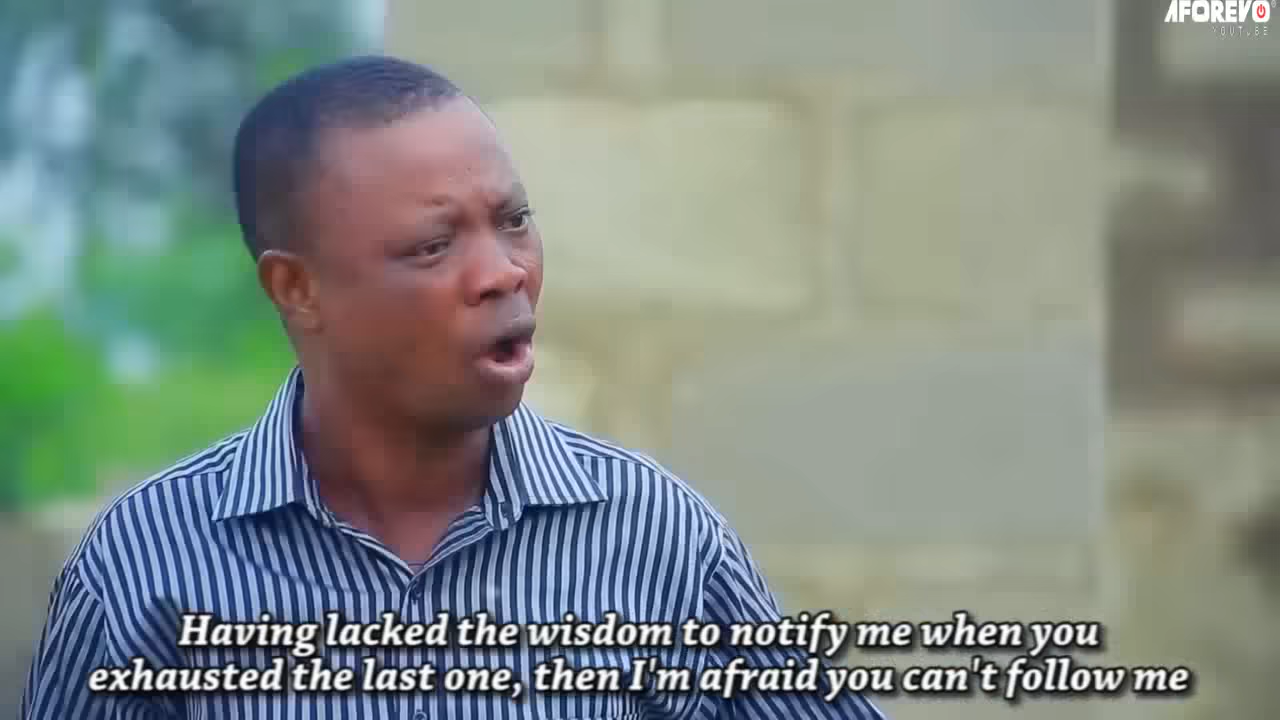 AFOREVO
YOUTUBE
Having lacked the wisdom to notify me when you
exhausted the last one, then I'm afraid you can't follow me